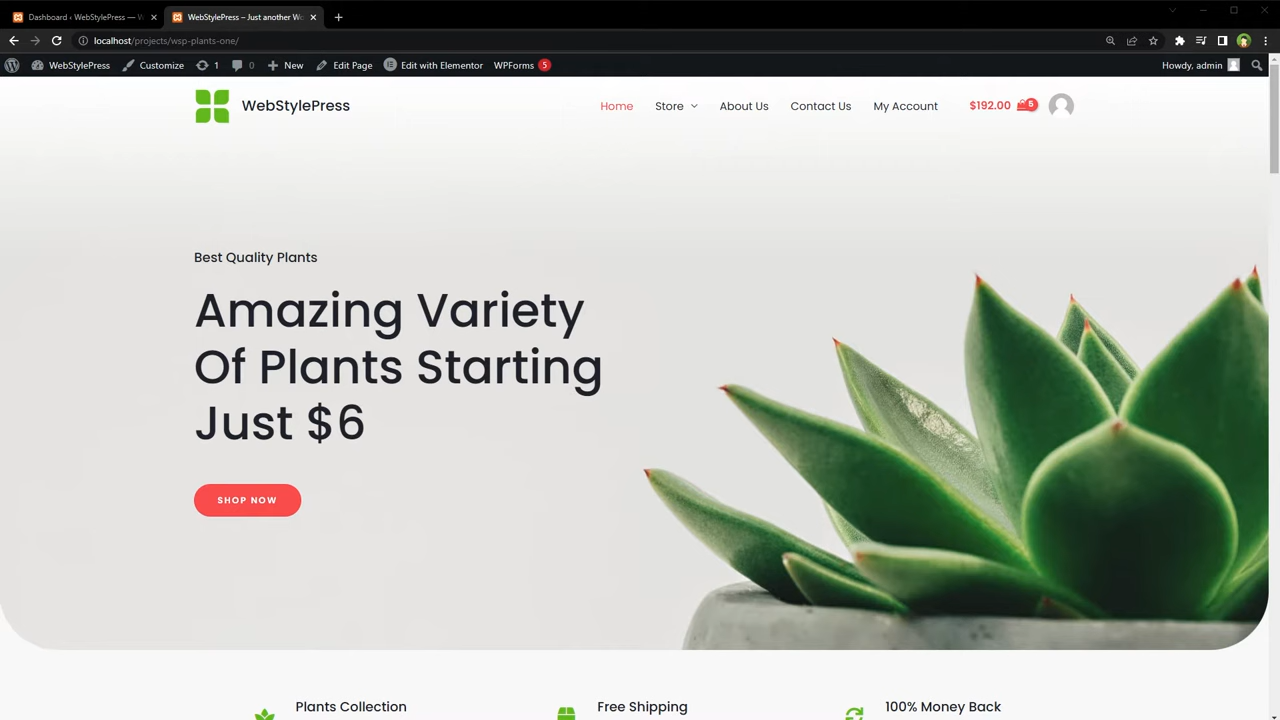 Dashboard ‹ WebStylePress — W
WebStylePress – Just another Wo
localhost/projects/wsp-plants-one/
WebStylePress Customize 1 0 New Edit Page Edit with Elementor WPForms 5 Howdy, admin
WebStylePress Home Store About Us Contact Us My Account $192.00 6
Best Quality Plants
Amazing Variety
Of Plants Starting
Just $6
SHOP NOW
Plants Collection Free Shipping 100% Money Back